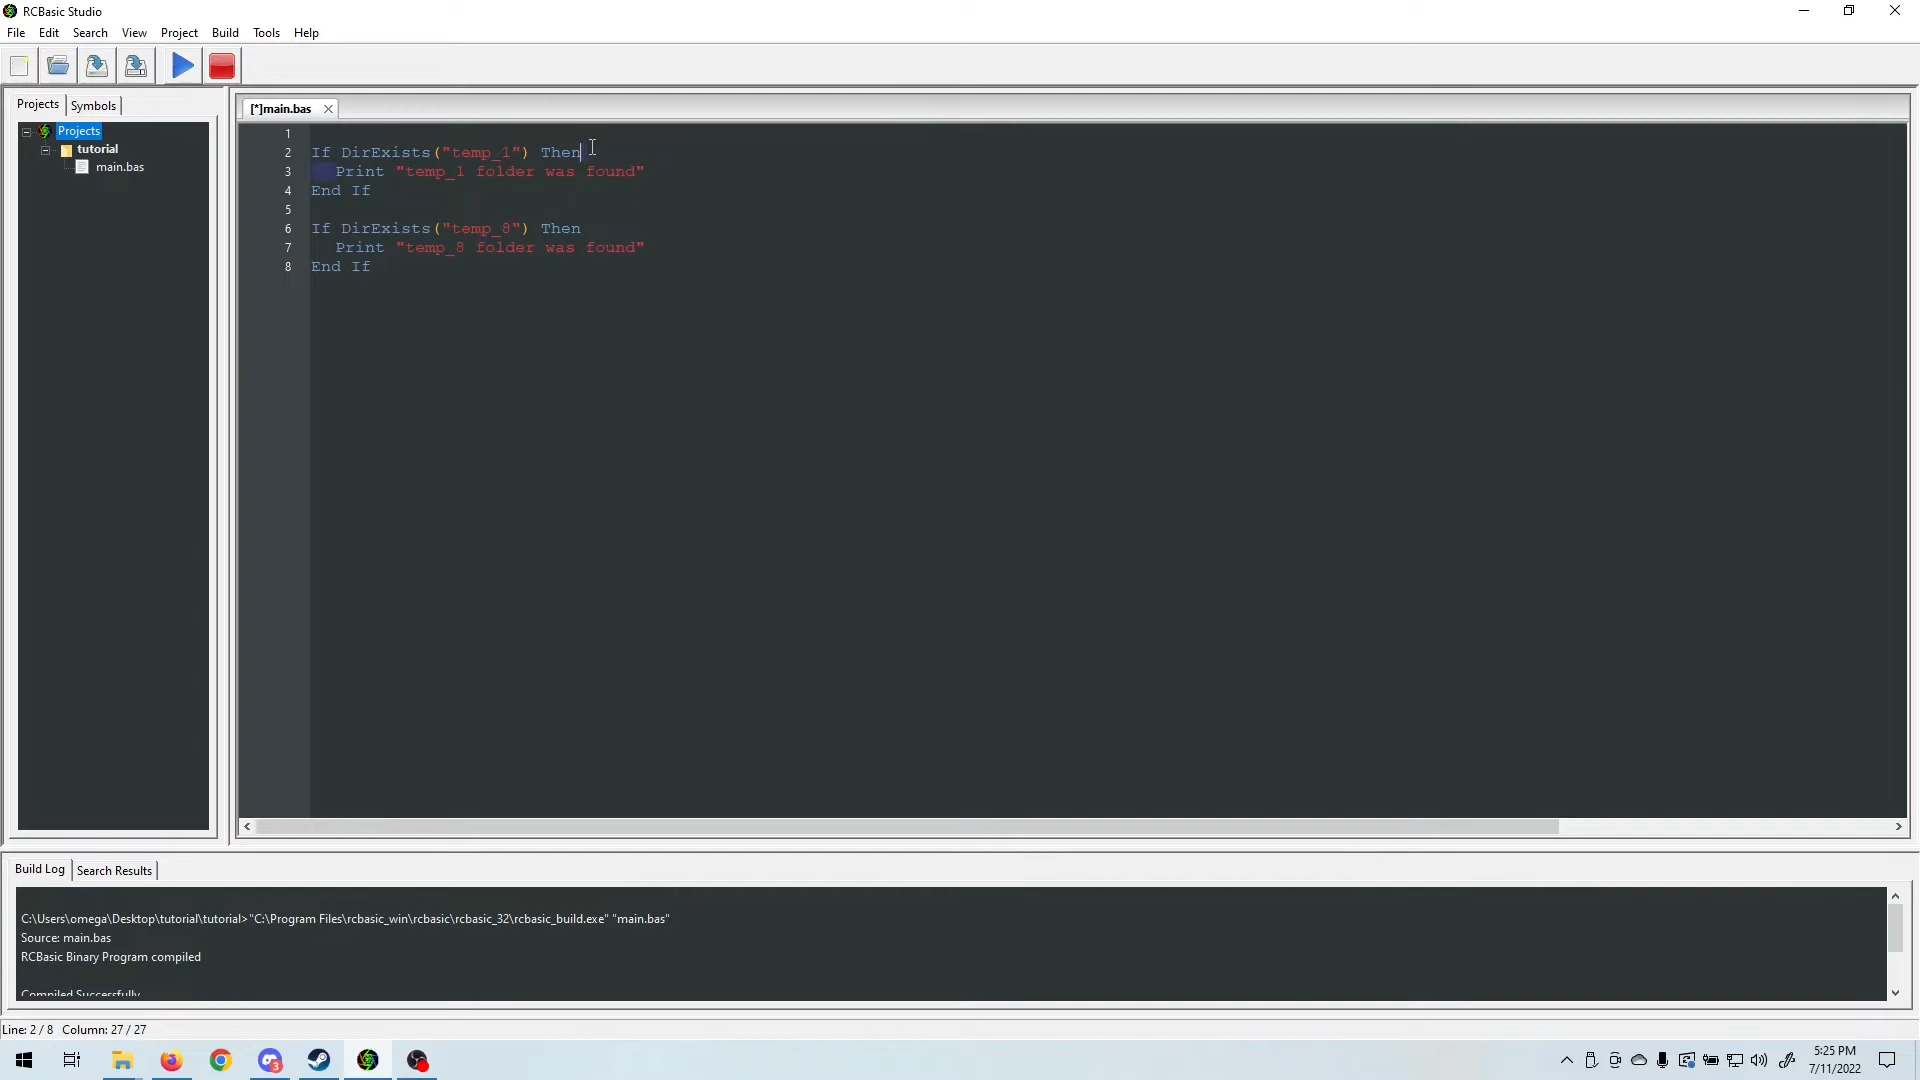 RCBasic Studio
File Edit Search View Project Build Tools Help
Projects Symbols
Projects
tutorial
main.bas
[*]main.bas
1
2 If DirExists("temp_1") Then
3 Print "temp_1 folder was found"
4 End If
5
6 If DirExists("temp_8") Then
7 Print "temp_8 folder was found"
8 End If
Build Log Search Results
C:\Users\omega\Desktop\tutorial\tutorial>"C:\Program Files\rcbasic_win\rcbasic\rcbasic_32\rcbasic_build.exe" "main.bas"
Source: main.bas
RCBasic Binary Program compiled
Compiled Successfully
Line: 2 / 8 Column: 27 / 27
3
5:25 PM
7/11/2022